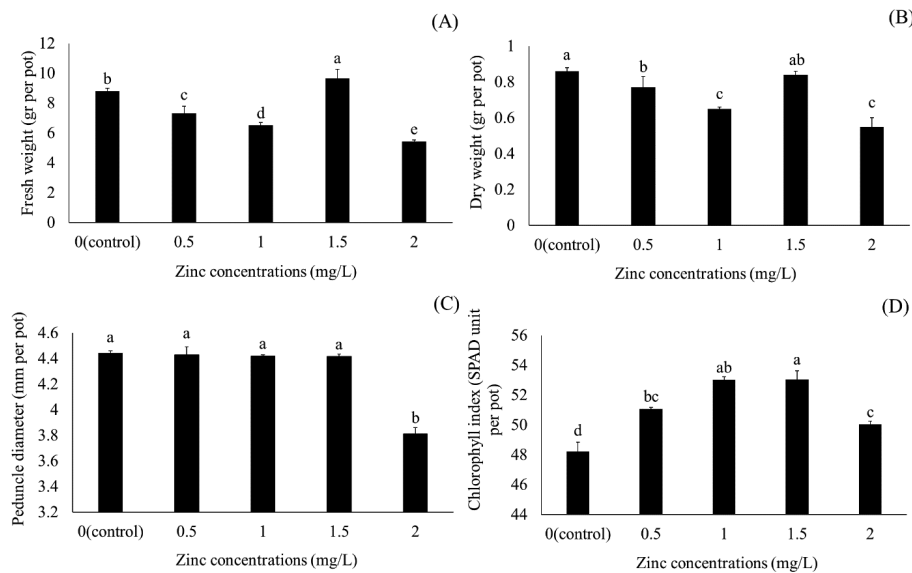 (A)
Fresh weight (gr per pot)
12
10
8
6
4
2
0
b
c
d
a
e
0(control) 0.5 1 1.5 2
Zinc concentrations (mg/L)
(B)
Dry weight (gr per pot)
1
0.8
0.6
0.4
0.2
0
a
b
c
ab
c
0(control) 0.5 1 1.5 2
Zinc concentrations (mg/L)
(C)
Peduncle diameter (mm per pot)
4.6
4.4
4.2
4
3.8
3.6
3.4
3.2
a
a
a
a
b
0(control) 0.5 1 1.5 2
Zinc concentrations (mg/L)
(D)
Chlorophyll index (SPAD unit
per pot)
56
54
52
50
48
46
44
d
bc
ab
a
c
0(control) 0.5 1 1.5 2
Zinc concentrations (mg/L)